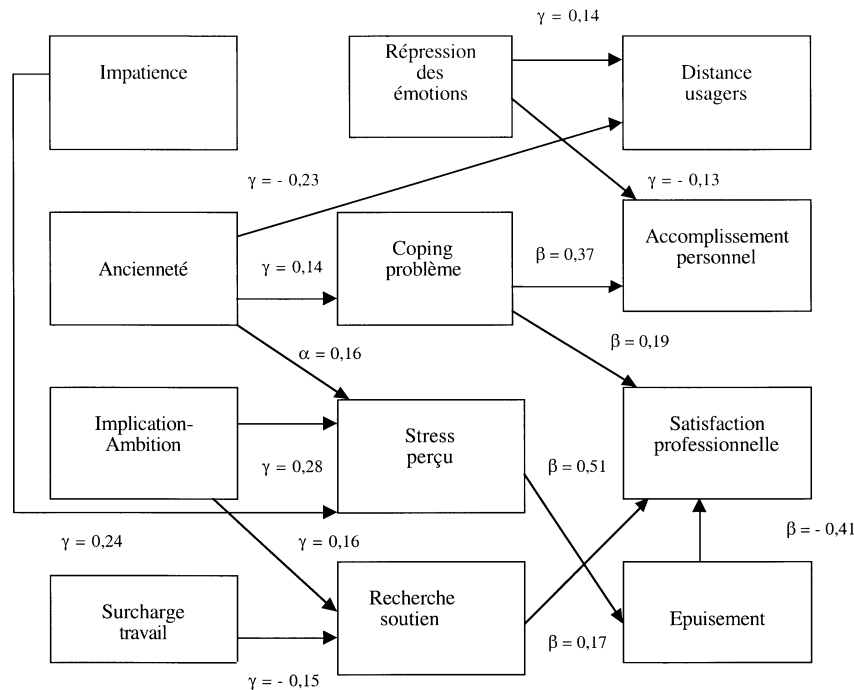 γ = 0,14
Impatience
Répression
des
émotions
Distance
usagers
γ = - 0,23
γ = - 0,13
Ancienneté
γ = 0,14
Coping
problème
β = 0,37
Accomplissement
personnel
α = 0,16
β = 0,19
Implication-
Ambition
γ = 0,28
Stress
perçu
β = 0,51
Satisfaction
professionnelle
γ = 0,24
γ = 0,16
β = - 0,41
Surcharge
travail
γ = - 0,15
Recherche
soutien
β = 0,17
Epuisement